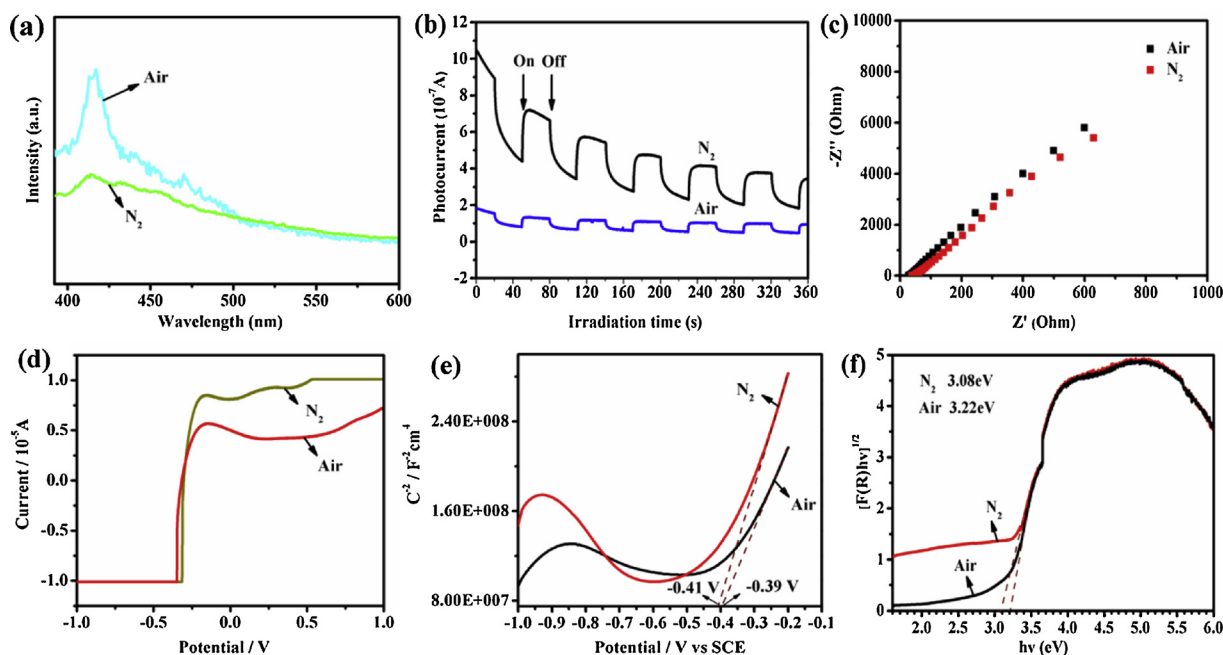 (a)
Air
N2
Intensity (a.u.)
400 450 500 550 600
Wavelength (nm)
(b)
12
10
8
6
4
2
0
-2
On Off
N2
Air
Photocurrent (10-7A)
0 40 80 120 160 200 240 280 320 360
Irradiation time (s)
(c)
10000
8000
6000
4000
2000
0
Air
N2
-Z'' (Ohm)
0 200 400 600 800 1000
Z' (Ohm)
(d)
1.0
0.5
0.0
-0.5
-1.0
N2
Air
Current / 10-5A
-1.0 -0.5 0.0 0.5 1.0
Potential / V
(e)
2.40E+008
1.60E+008
8.00E+007
N2
Air
-0.41 V
-0.39 V
C-2 / F-2cm4
-1.0 -0.9 -0.8 -0.7 -0.6 -0.5 -0.4 -0.3 -0.2 -0.1
Potential / V vs SCE
(f)
5
4
3
2
1
0
N2 3.08eV
Air 3.22eV
N2
Air
[F(R)hv]1/2
2.0 2.5 3.0 3.5 4.0 4.5 5.0 5.5 6.0
hv (eV)